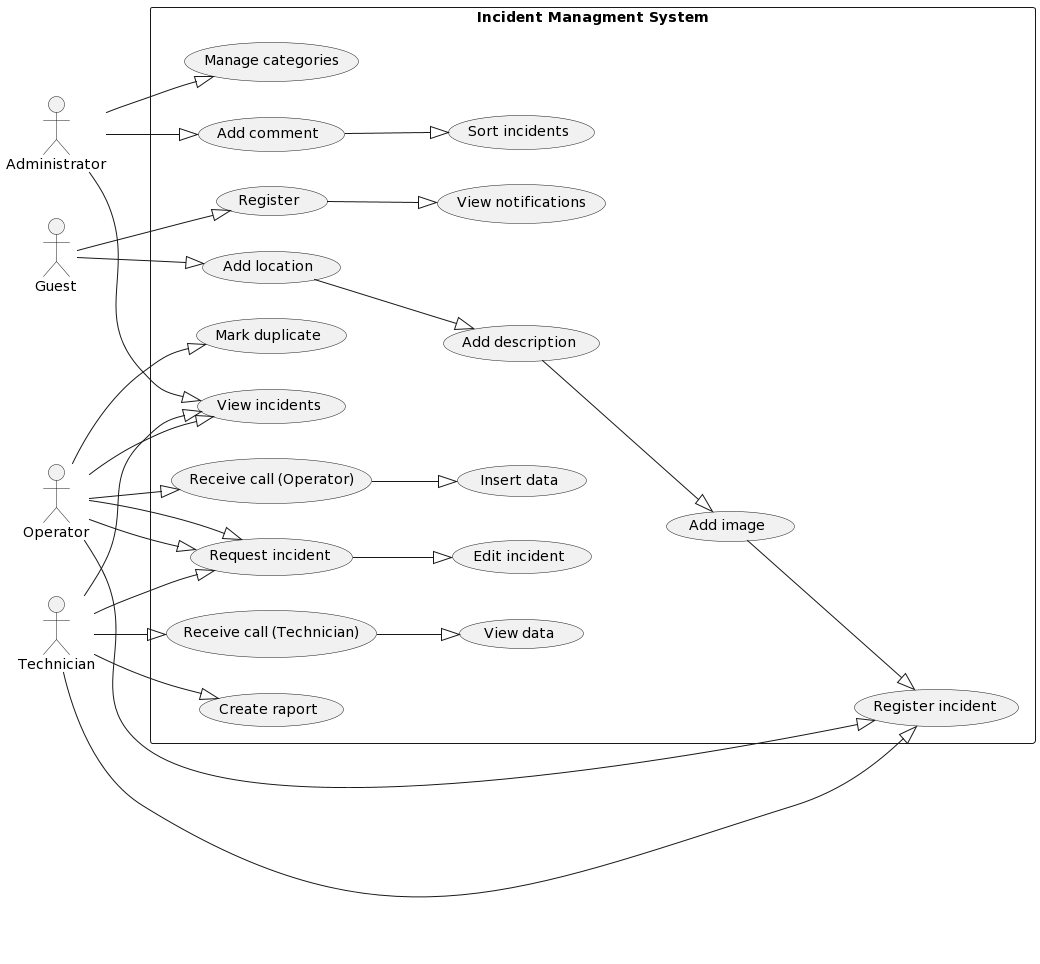 Incident Managment System
Manage categories
Administrator
Add comment
Sort incidents
Guest
Register
View notifications
Add location
Mark duplicate
Add description
View incidents
Operator
Receive call (Operator)
Insert data
Add image
Request incident
Edit incident
Technician
Receive call (Technician)
View data
Create raport
Register incident